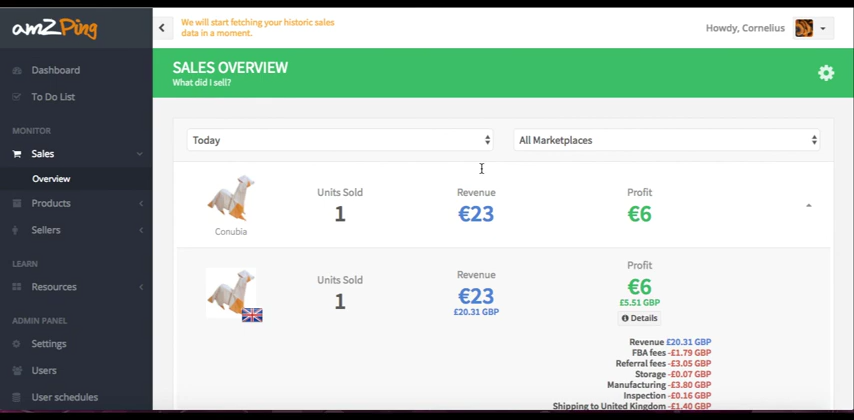 amzPing
We will start fetching your historic sales
data in a moment.
Howdy, Cornelius
Dashboard
To Do List
MONITOR
Sales
Overview
Products
Sellers
LEARN
Resources
ADMIN PANEL
Settings
Users
User schedules
SALES OVERVIEW
What did I sell?
Today
All Marketplaces
Conubia
Units Sold
1
Revenue
€23
Profit
€6
Units Sold
1
Revenue
€23
£20.31 GBP
Profit
€6
£5.51 GBP
Details
Revenue £20.31 GBP
FBA fees -£1.79 GBP
Referral fees -£3.05 GBP
Storage -£0.07 GBP
Manufacturing -£3.80 GBP
Inspection -£0.16 GBP
Shipping to United Kingdom -£1.40 GBP